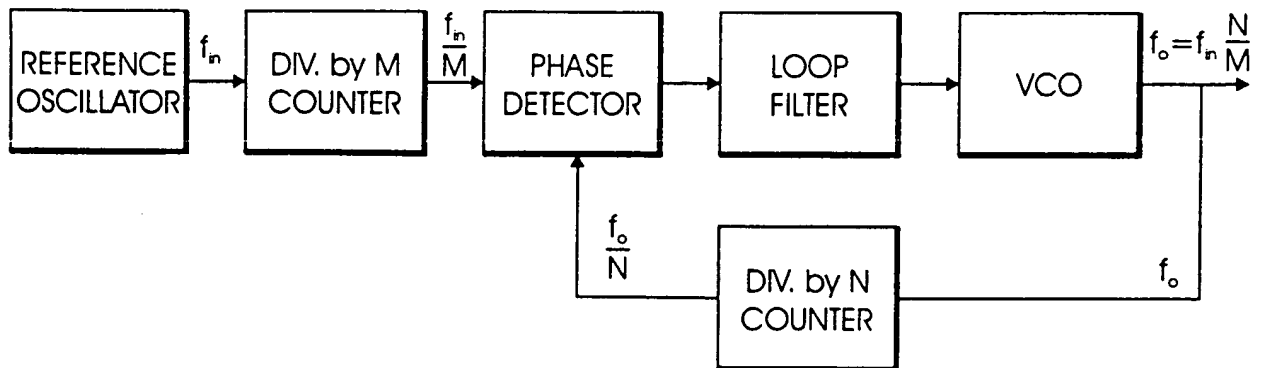 REFERENCE
OSCILLATOR
f_in
DIV. by M
COUNTER
f_in
M
PHASE
DETECTOR
LOOP
FILTER
VCO
f_o=f_in N
M
f_o
N
DIV. by N
COUNTER
f_o